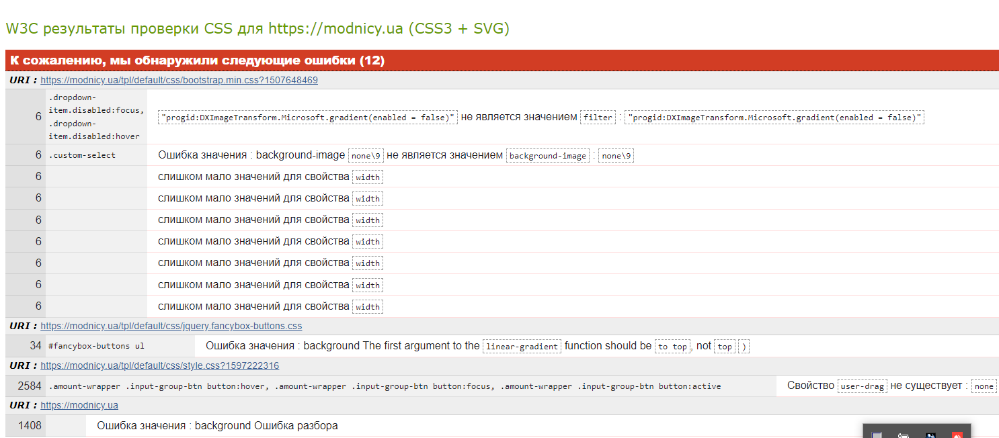 W3C результаты проверки CSS для https://modnicy.ua (CSS3 + SVG)
К сожалению, мы обнаружили следующие ошибки (12)
URI : https://modnicy.ua/tpl/default/css/bootstrap.min.css?1507648469
6 .dropdown-
item.disabled:focus,
.dropdown-
item.disabled:hover
"progid:DXImageTransform.Microsoft.gradient(enabled = false)" не является значением filter : "progid:DXImageTransform.Microsoft.gradient(enabled = false)"
6 .custom-select Ошибка значения : background-image none\9 не является значением background-image : none\9
6 слишком мало значений для свойства width
6 слишком мало значений для свойства width
6 слишком мало значений для свойства width
6 слишком мало значений для свойства width
6 слишком мало значений для свойства width
6 слишком мало значений для свойства width
6 слишком мало значений для свойства width
URI : https://modnicy.ua/tpl/default/css/jquery.fancybox-buttons.css
34 #fancybox-buttons ul Ошибка значения : background The first argument to the linear-gradient function should be to top, not top )
URI : https://modnicy.ua/tpl/default/css/style.css?1597222316
2584 .amount-wrapper .input-group-btn button:hover, .amount-wrapper .input-group-btn button:focus, .amount-wrapper .input-group-btn button:active Свойство user-drag не существует : none
URI : https://modnicy.ua
1408 Ошибка значения : background Ошибка разбора